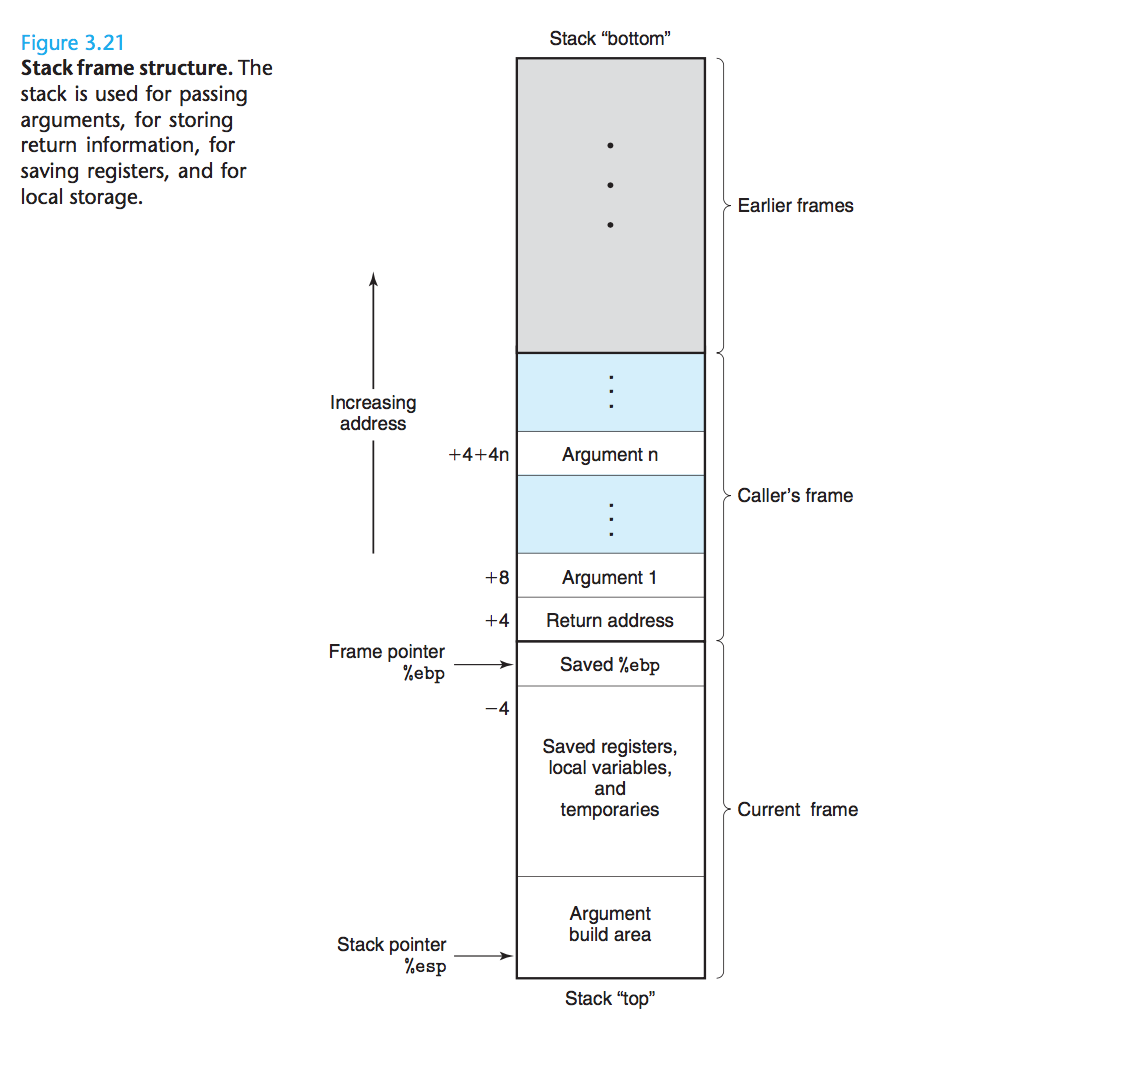 Figure 3.21
Stack frame structure. The
stack is used for passing
arguments, for storing
return information, for
saving registers, and for
local storage.
Stack “bottom”
Earlier frames
Increasing
address
+4+4n
Argument n
Caller’s frame
+8
Argument 1
+4
Return address
Frame pointer
%ebp
Saved %ebp
−4
Saved registers,
local variables,
and
temporaries
Current frame
Argument
build area
Stack pointer
%esp
Stack “top”